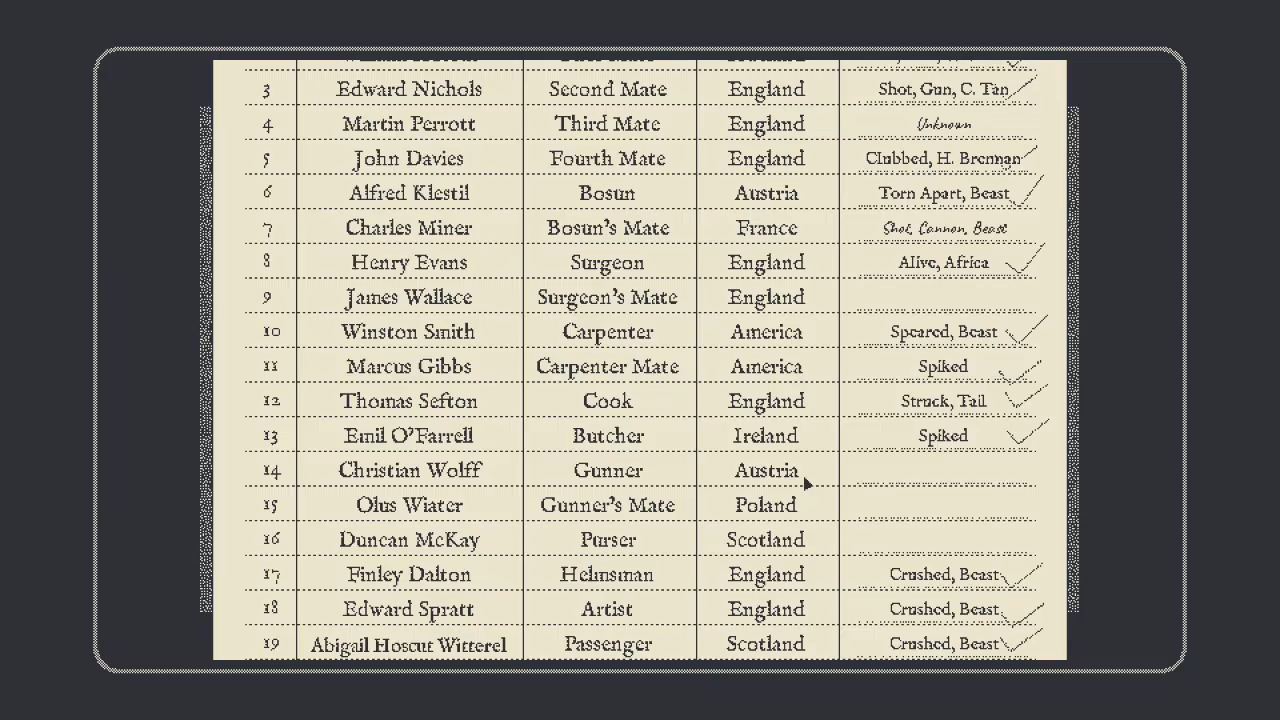 3 Edward Nichols Second Mate England Shot, Gun, C. Tan
4 Martin Perrott Third Mate England Unknown
5 John Davies Fourth Mate England Clubbed, H. Brennan
6 Alfred Klestil Bosun Austria Torn Apart, Beast
7 Charles Miner Bosun's Mate France Shot, Cannon, Beast
8 Henry Evans Surgeon England Alive, Africa
9 James Wallace Surgeon's Mate England
10 Winston Smith Carpenter America Speared, Beast
11 Marcus Gibbs Carpenter Mate America Spiked
12 Thomas Sefton Cook England Struck, Tail
13 Emil O'Farrell Butcher Ireland Spiked
14 Christian Wolff Gunner Austria
15 Olus Wiater Gunner's Mate Poland
16 Duncan McKay Purser Scotland
17 Finley Dalton Helmsman England Crushed, Beast
18 Edward Spratt Artist England Crushed, Beast
19 Abigail Hoscut Witterel Passenger Scotland Crushed, Beast